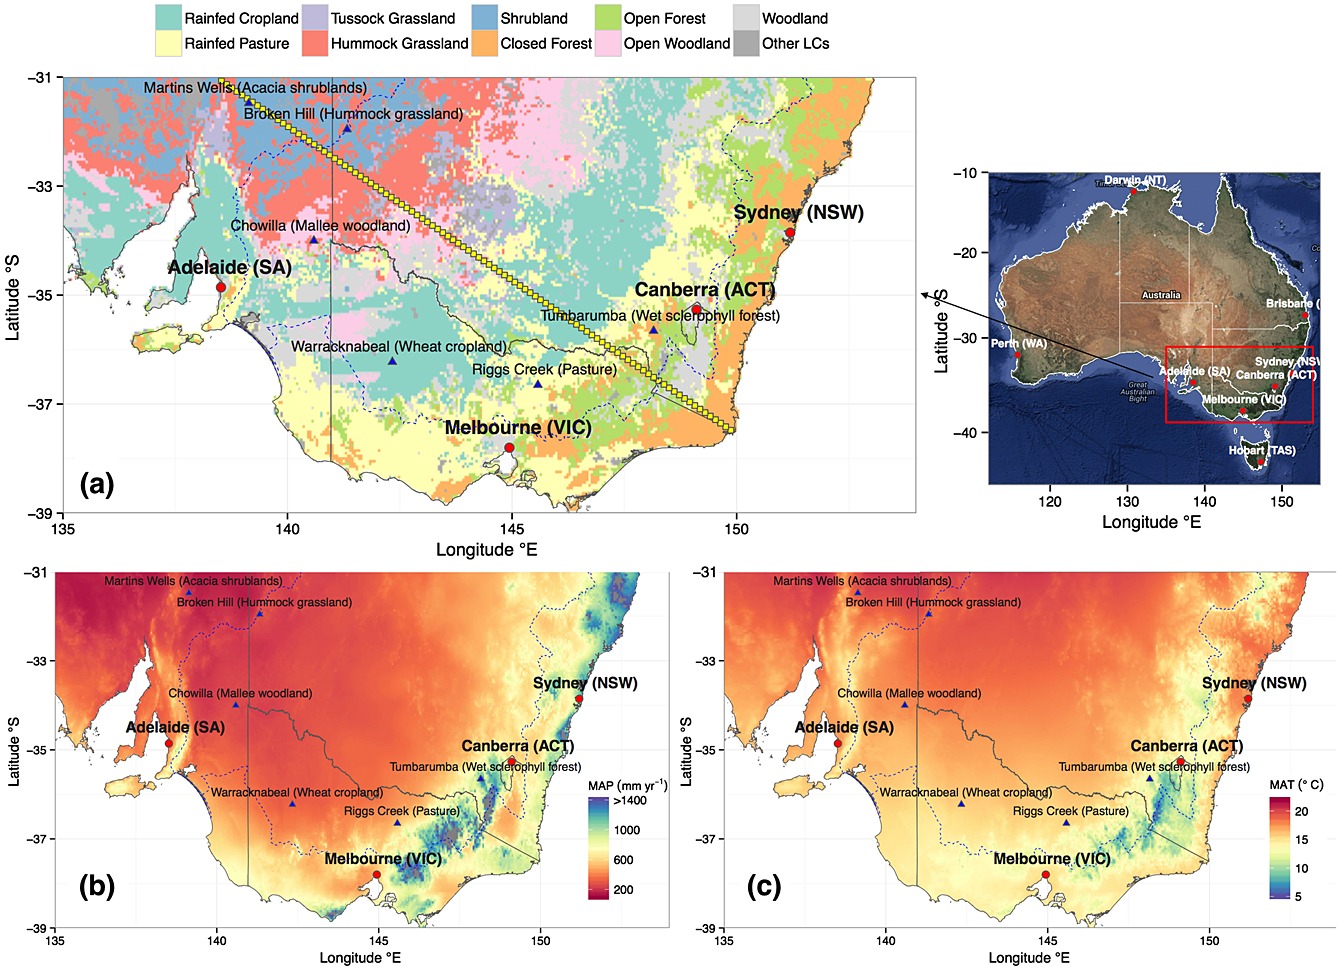 Rainfed Cropland Tussock Grassland Shrubland Open Forest Woodland
Rainfed Pasture Hummock Grassland Closed Forest Open Woodland Other LCs
−31
−33
−35
−37
−39
Latitude °S
135 140 145 150
Longitude °E
Martins Wells (Acacia shrublands)
Broken Hill (Hummock grassland)
Sydney (NSW)
Chowilla (Mallee woodland)
Adelaide (SA)
Canberra (ACT)
Tumbarumba (Wet sclerophyll forest)
Warracknabeal (Wheat cropland)
Riggs Creek (Pasture)
Melbourne (VIC)
(a)
−10
−20
−30
−40
Latitude °S
120 130 140 150
Longitude °E
Darwin (NT)
Australia
Brisbane (
Perth (WA)
Sydney (NSW
Adelaide (SA)
Canberra (ACT)
Great
Australian
Bight
Melbourne (VIC)
Hobart (TAS)
−31
−33
−35
−37
−39
Latitude °S
135 140 145 150
Longitude °E
Martins Wells (Acacia shrublands)
Broken Hill (Hummock grassland)
Sydney (NSW)
Chowilla (Mallee woodland)
Adelaide (SA)
Canberra (ACT)
Tumbarumba (Wet sclerophyll forest)
Warracknabeal (Wheat cropland)
Riggs Creek (Pasture)
Melbourne (VIC)
MAP (mm yr⁻¹)
>1400
1000
600
200
(b)
−31
−33
−35
−37
−39
Latitude °S
135 140 145 150
Longitude °E
Martins Wells (Acacia shrublands)
Broken Hill (Hummock grassland)
Sydney (NSW)
Chowilla (Mallee woodland)
Adelaide (SA)
Canberra (ACT)
Tumbarumba (Wet sclerophyll forest)
Warracknabeal (Wheat cropland)
Riggs Creek (Pasture)
Melbourne (VIC)
MAT (° C)
20
15
10
5
(c)